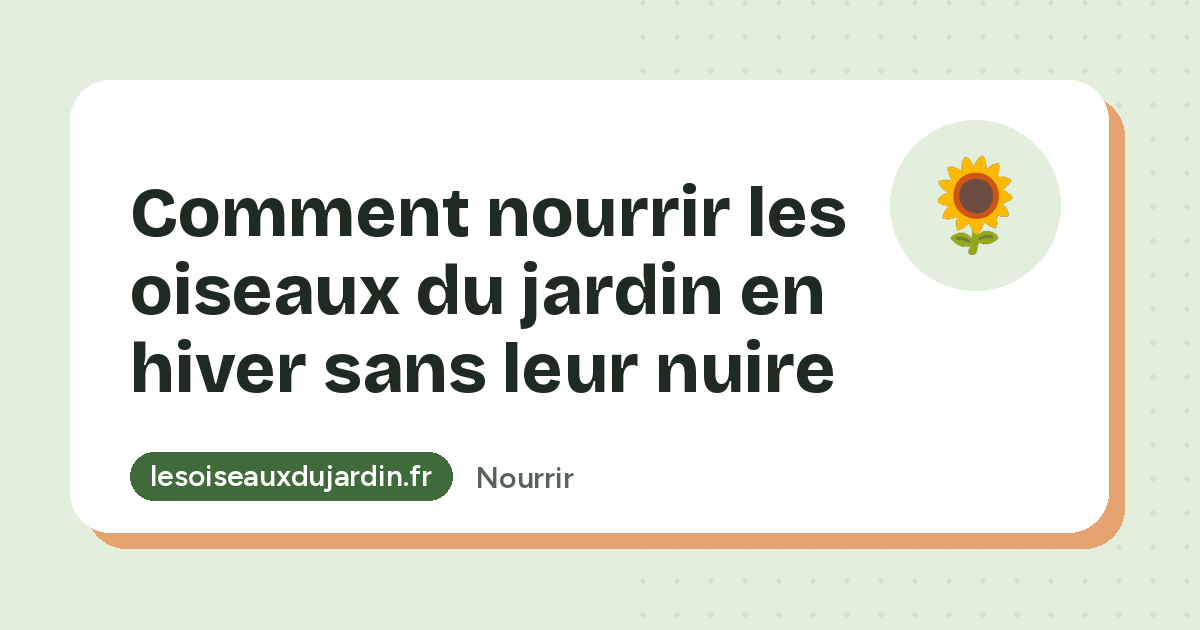 Comment nourrir les
oiseaux du jardin en
hiver sans leur nuire
lesoiseauxdujardin.fr
Nourrir